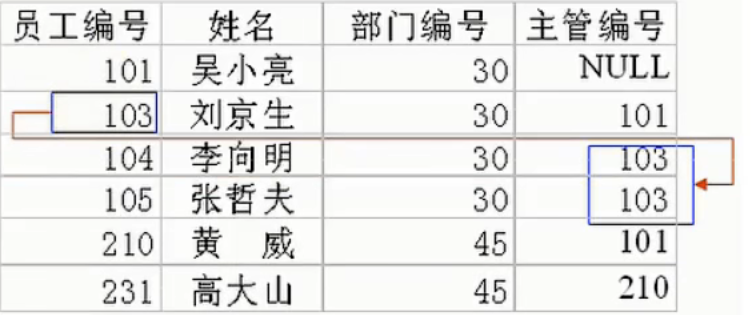 员工编号 姓名 部门编号 主管编号
101 吴小亮 30 NULL
103 刘京生 30 101
104 李向明 30 103
105 张哲夫 30 103
210 黄 威 45 101
231 高大山 45 210